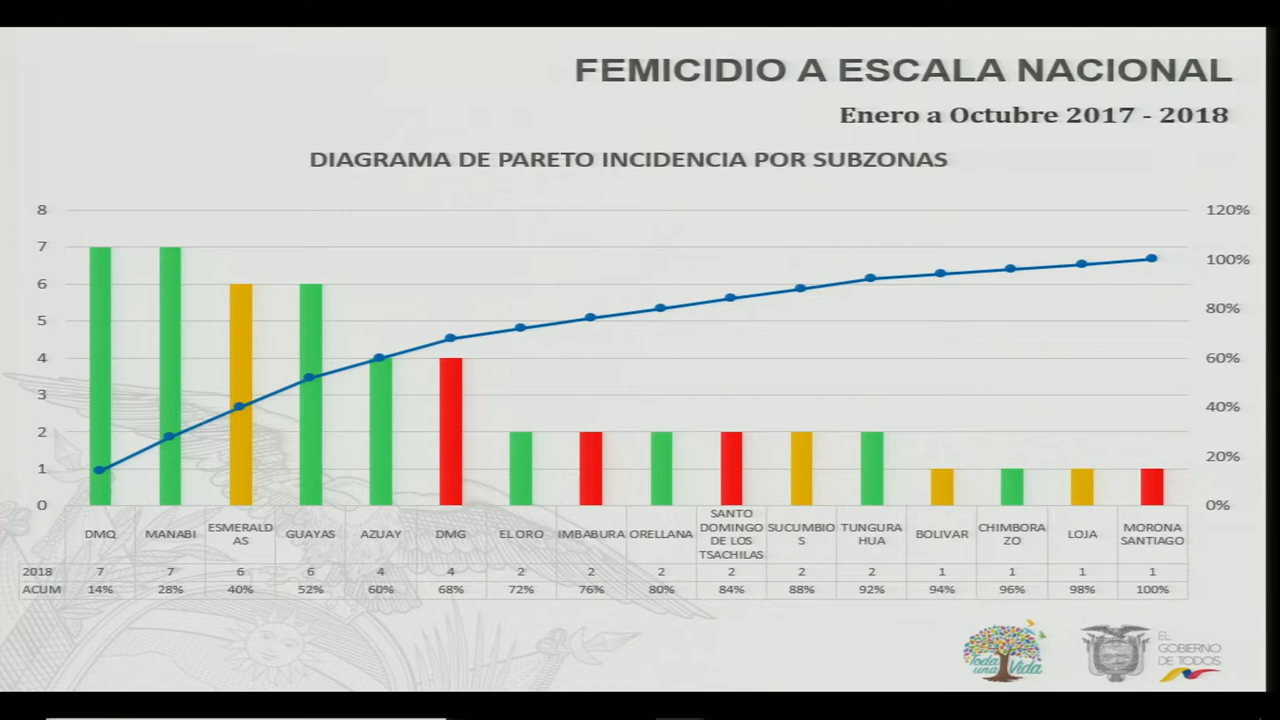 FEMICIDIO A ESCALA NACIONAL
Enero a Octubre 2017 - 2018
DIAGRAMA DE PARETO INCIDENCIA POR SUBZONAS
8
7
6
5
4
3
2
1
0
120%
100%
80%
60%
40%
20%
0%
DMQ
MANABI
ESMERALD
AS
GUAYAS
AZUAY
DMG
EL ORO
IMBABURA
ORELLANA
SANTO
DOMINGO
DE LOS
TSACHILAS
SUCUMBIO
S
TUNGURA
HUA
BOLIVAR
CHIMBORA
ZO
LOJA
MORONA
SANTIAGO
2018 7 7 6 6 4 4 2 2 2 2 2 2 1 1 1 1
ACUM 14% 28% 40% 52% 60% 68% 72% 76% 80% 84% 88% 92% 94% 96% 98% 100%
Toda
una Vida
EL
GOBIERNO
DE TODOS